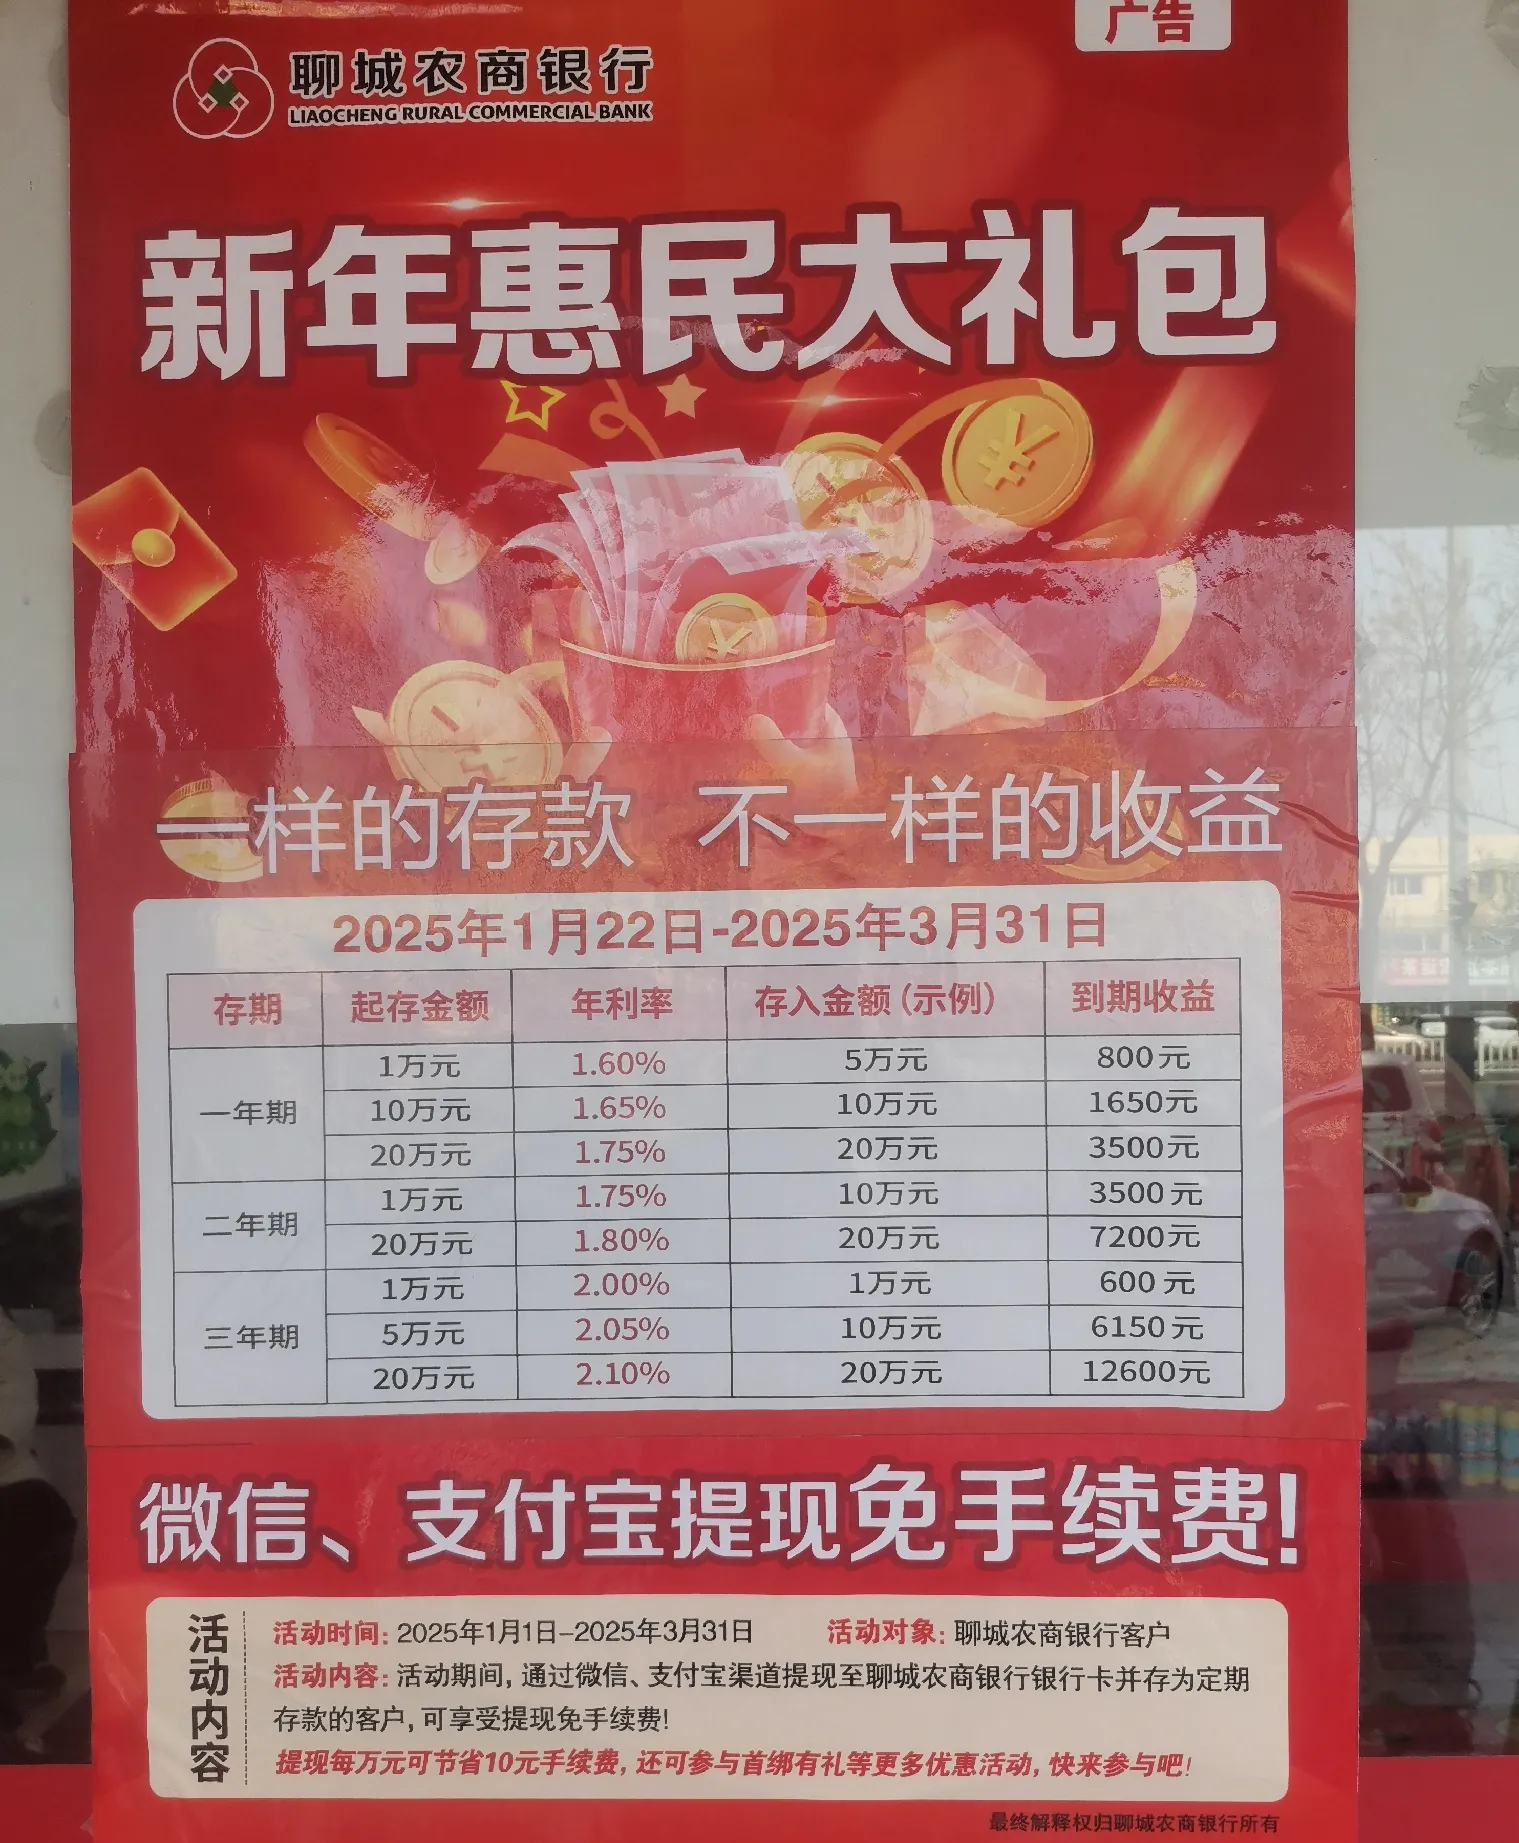 广告
聊城农商银行
LIAOCHENG RURAL COMMERCIAL BANK
新年惠民大礼包
一样的存款 不一样的收益
2025年1月22日-2025年3月31日
存期 起存金额 年利率 存入金额(示例) 到期收益
一年期 1万元 1.60% 5万元 800元
10万元 1.65% 10万元 1650元
20万元 1.75% 20万元 3500元
二年期 1万元 1.75% 10万元 3500元
20万元 1.80% 20万元 7200元
三年期 1万元 2.00% 1万元 600元
5万元 2.05% 10万元 6150元
20万元 2.10% 20万元 12600元
微信、支付宝提现免手续费!
活动内容
活动时间:2025年1月1日-2025年3月31日 活动对象:聊城农商银行客户
活动内容:活动期间,通过微信、支付宝渠道提现至聊城农商银行银行卡并存为定期
存款的客户,可享受提现免手续费!
提现每万元可节省10元手续费,还可参与首绑有礼等更多优惠活动,快来参与吧!
最终解释权归聊城农商银行所有